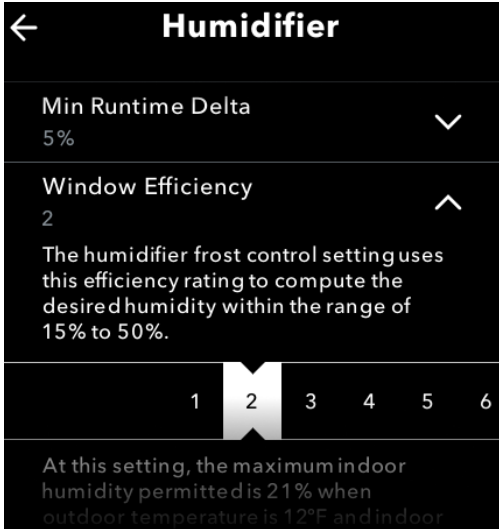 Humidifier
Min Runtime Delta
5%
Window Efficiency
2
The humidifier frost control setting uses
this efficiency rating to compute the
desired humidity within the range of
15% to 50%.
1 2 3 4 5 6
At this setting, the maximum indoor
humidity permitted is 21% when
outdoor temperature is 12°F and indoor